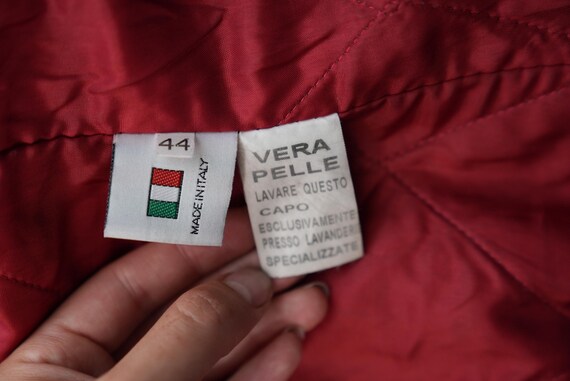 44
MADE IN ITALY
VERA
PELLE
LAVARE QUESTO
CAPO
ESCLUSIVAMENTE
PRESSO LAVANDERIE
SPECIALIZZATE